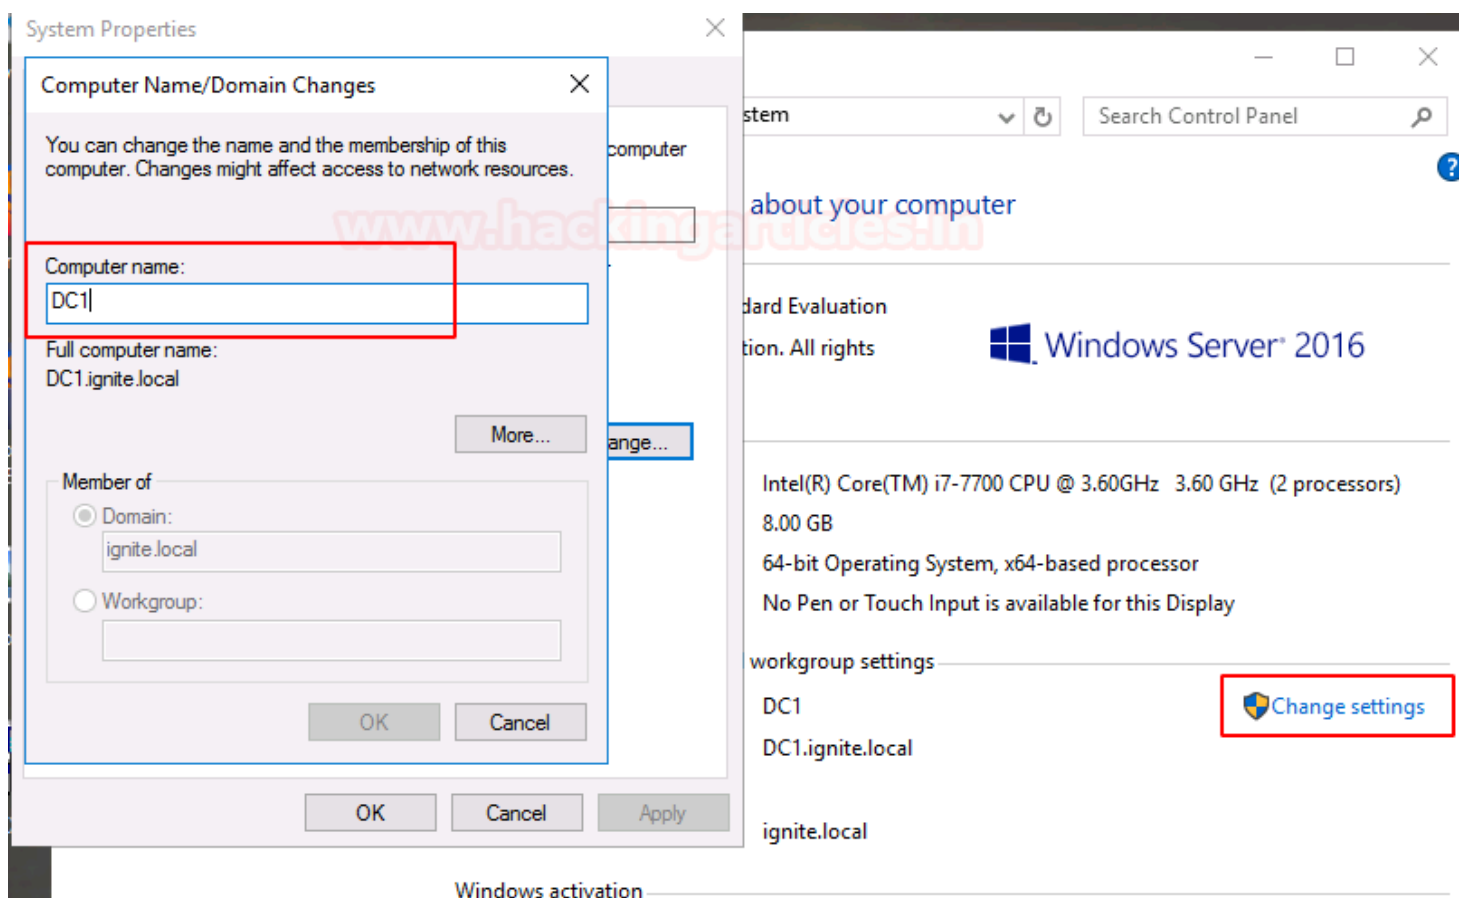 System Properties
Computer Name/Domain Changes
You can change the name and the membership of this
computer. Changes might affect access to network resources.
Computer name:
DC1
Full computer name:
DC1.ignite.local
More...
Member of
Domain:
ignite.local
Workgroup:
OK
Cancel
computer
ange...
OK
Cancel
Apply
www.hackingarticles.in
stem
Search Control Panel
?
about your computer
dard Evaluation
tion. All rights
Windows Server 2016
Intel(R) Core(TM) i7-7700 CPU @ 3.60GHz 3.60 GHz (2 processors)
8.00 GB
64-bit Operating System, x64-based processor
No Pen or Touch Input is available for this Display
workgroup settings
DC1
Change settings
DC1.ignite.local
ignite.local
Windows activation